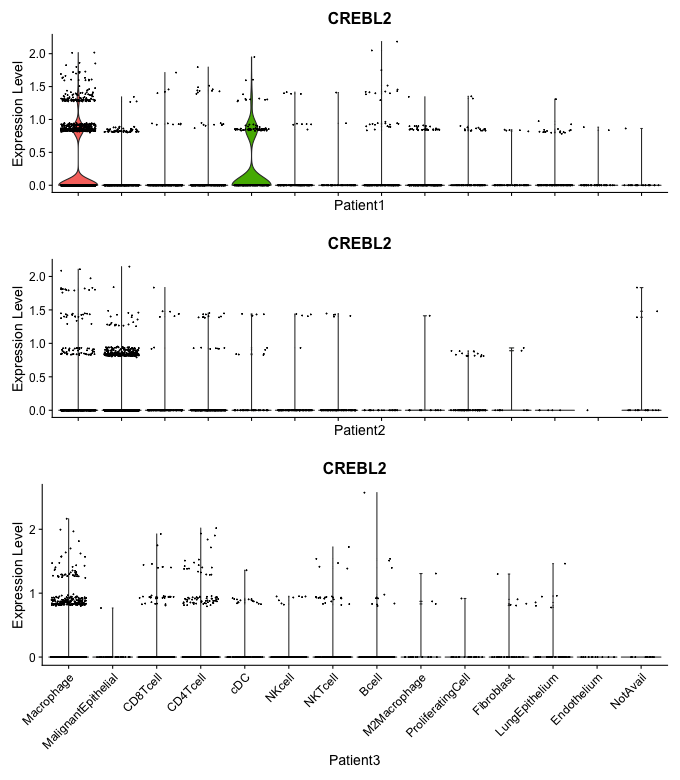 CREBL2
Expression Level
2.0
1.5
1.0
0.5
0.0
Patient1
CREBL2
Expression Level
2.0
1.5
1.0
0.5
0.0
Patient2
CREBL2
Expression Level
2
1
0
Macrophage
MalignantEpithelial
CD8Tcell
CD4Tcell
cDC
NKcell
NKTcell
Bcell
M2Macrophage
ProliferatingCell
Fibroblast
LungEpithelium
Endothelium
NotAvail
Patient3